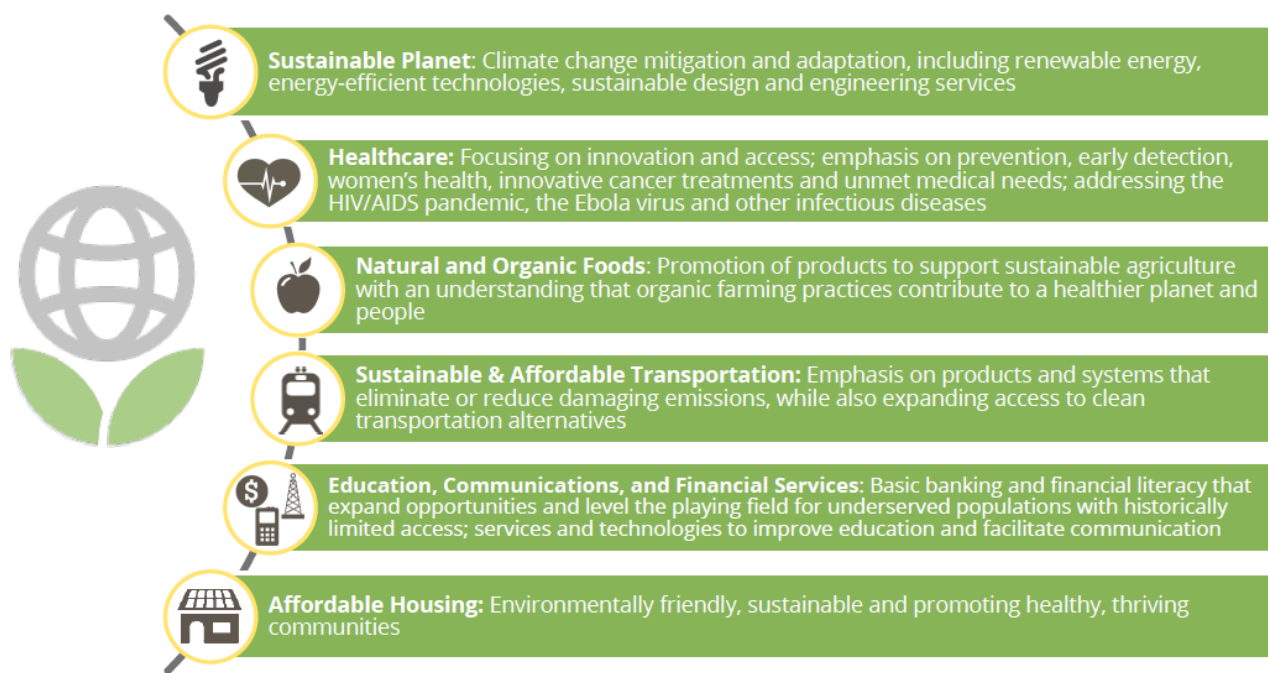 Sustainable Planet: Climate change mitigation and adaptation, including renewable energy,
energy-efficient technologies, sustainable design and engineering services
Healthcare: Focusing on innovation and access; emphasis on prevention, early detection,
women’s health, innovative cancer treatments and unmet medical needs; addressing the
HIV/AIDS pandemic, the Ebola virus and other infectious diseases
Natural and Organic Foods: Promotion of products to support sustainable agriculture
with an understanding that organic farming practices contribute to a healthier planet and
people
Sustainable & Affordable Transportation: Emphasis on products and systems that
eliminate or reduce damaging emissions, while also expanding access to clean
transportation alternatives
$
Education, Communications, and Financial Services: Basic banking and financial literacy that
expand opportunities and level the playing field for underserved populations with historically
limited access; services and technologies to improve education and facilitate communication
Affordable Housing: Environmentally friendly, sustainable and promoting healthy, thriving
communities